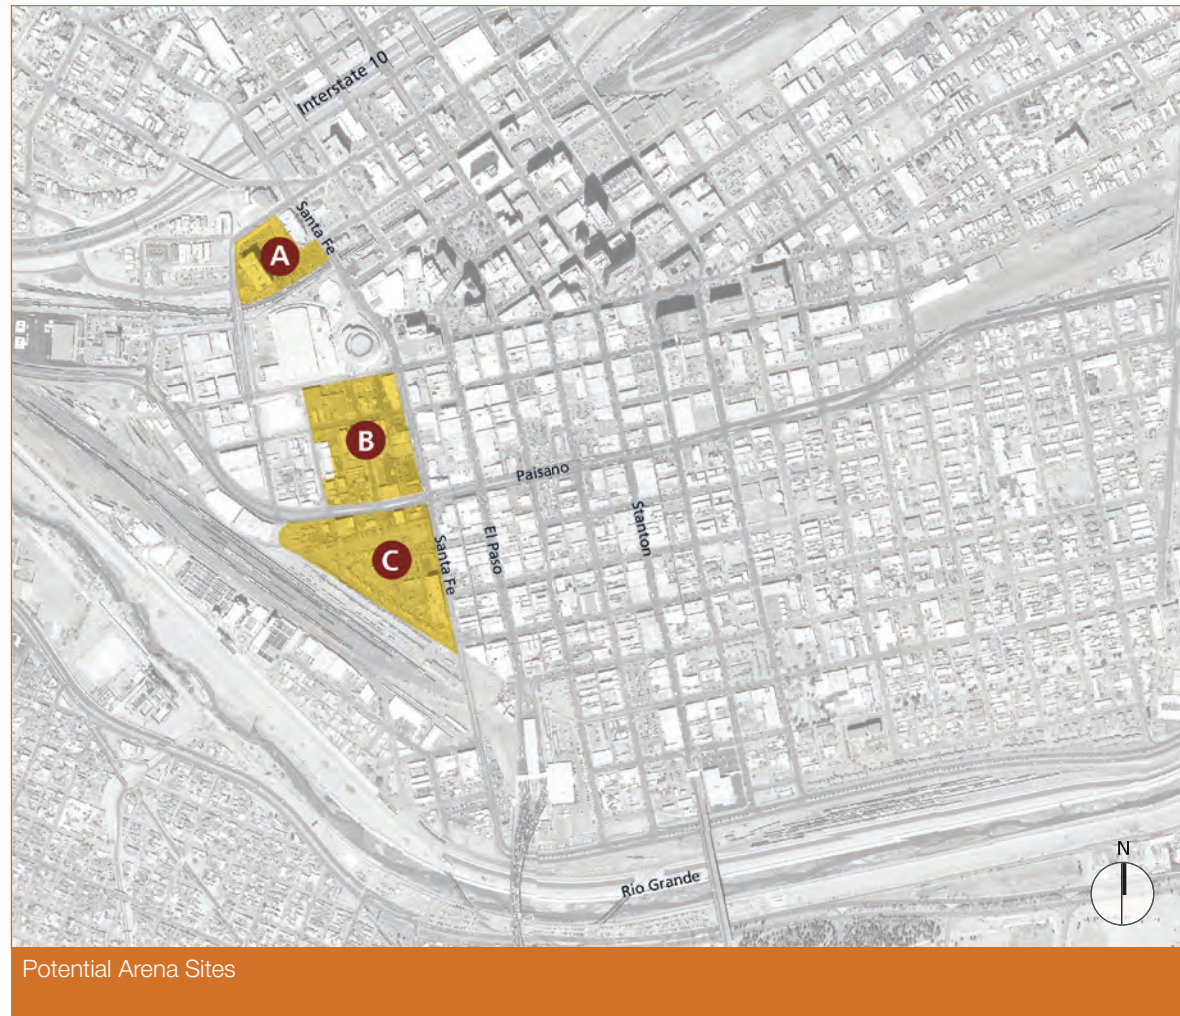 Interstate 10
Santa Fe
A
B
Paisano
Stanton
El Paso
Santa Fe
C
N
Rio Grande
Potential Arena Sites